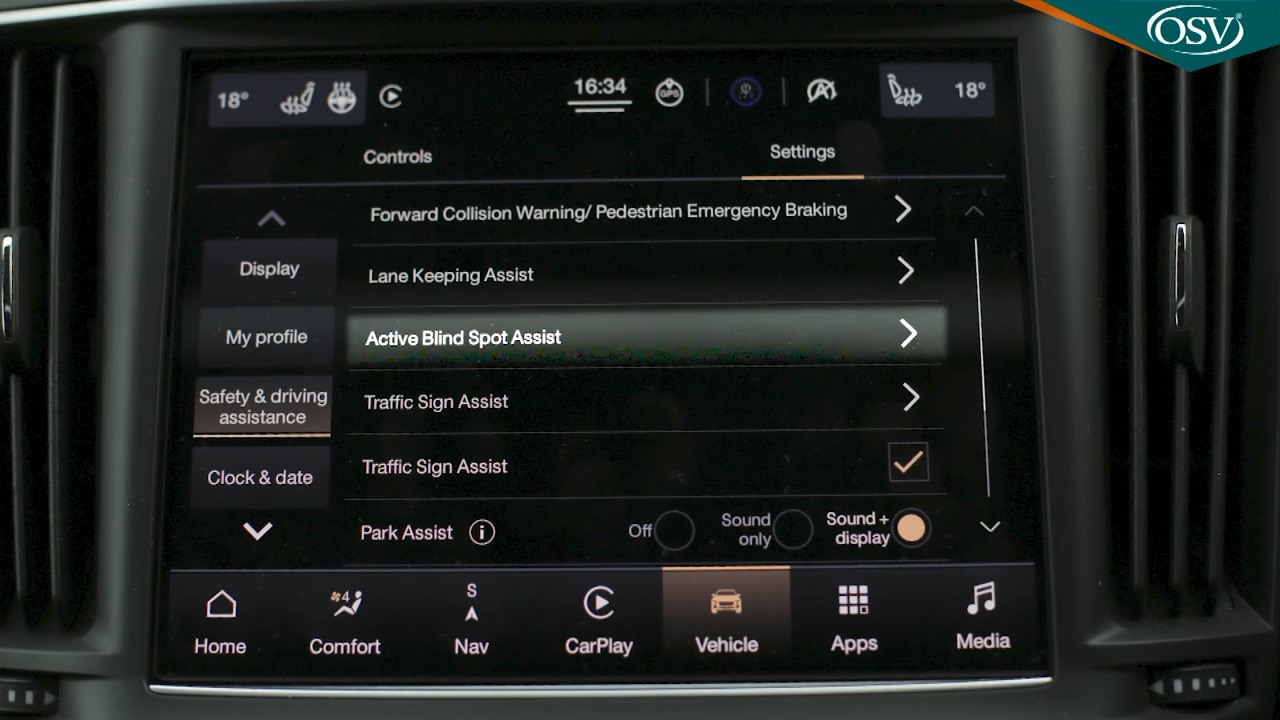 OSV
18°
16:34
GPS
18°
Controls
Settings
Forward Collision Warning/ Pedestrian Emergency Braking
Display
Lane Keeping Assist
My profile
Active Blind Spot Assist
Safety & driving
assistance
Traffic Sign Assist
Clock & date
Traffic Sign Assist
Park Assist i
Off
Sound
only
Sound +
display
4
S
Home
Comfort
Nav
CarPlay
Vehicle
Apps
Media